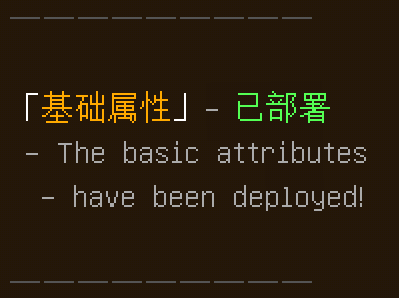 「基础属性」- 已部署
- The basic attributes
- have been deployed!